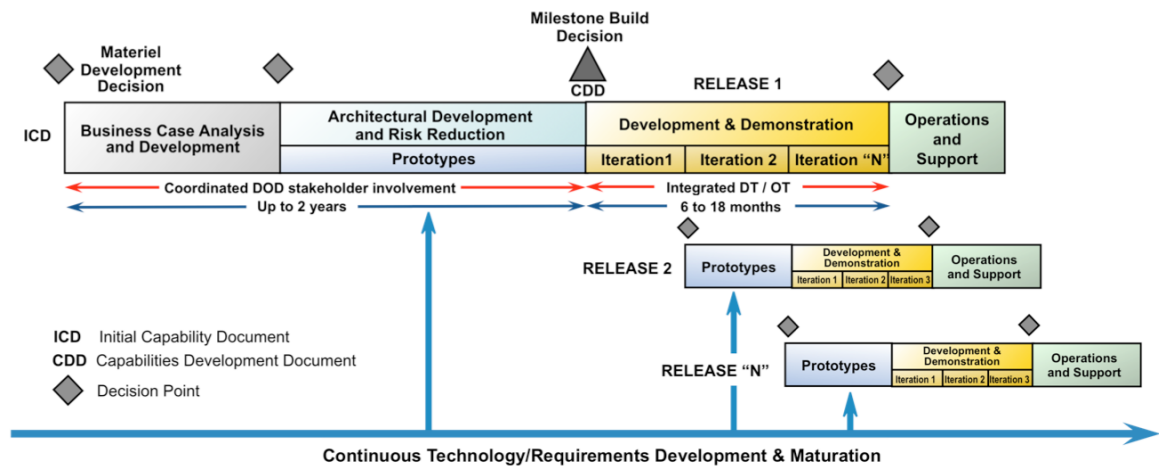 Milestone Build
Decision
Materiel
Development
Decision
CDD
RELEASE 1
ICD
Business Case Analysis
and Development
Architectural Development
and Risk Reduction
Prototypes
Development & Demonstration
Iteration1
Iteration 2
Iteration “N”
Operations
and
Support
Coordinated DOD stakeholder involvement
Integrated DT / OT
Up to 2 years
6 to 18 months
RELEASE 2
Prototypes
Development &
Demonstration
Iteration 1
Iteration 2
Iteration 3
Operations
and Support
ICD Initial Capability Document
CDD Capabilities Development Document
Decision Point
RELEASE “N”
Prototypes
Development &
Demonstration
Iteration 1
Iteration 2
Iteration 3
Operations
and Support
Continuous Technology/Requirements Development & Maturation